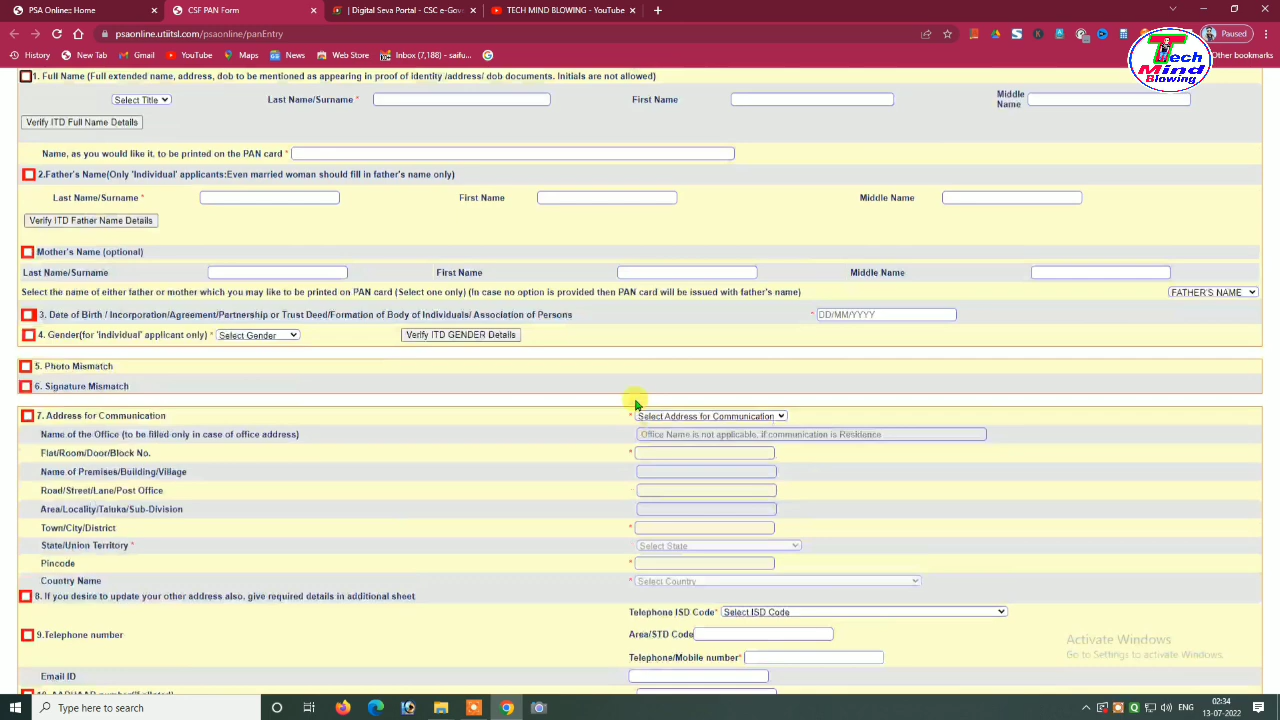 PSA Online: Home
CSF PAN Form
Digital Seva Portal - CSC e-Gover
TECH MIND BLOWING - YouTube
psaonline.utiitsl.com/psaonline/panEntry
Paused
History
New Tab
Gmail
YouTube
Maps
News
Web Store
Inbox (7,188) - saifu...
Other bookmarks
Tech
Mind
Blowing
1. Full Name (Full extended name, address, dob to be mentioned as appearing in proof of identity /address/ dob documents. Initials are not allowed)
Select Title
Last Name/Surname *
First Name
Middle Name
Verify ITD Full Name Details
Name, as you would like it, to be printed on the PAN card *
2.Father's Name(Only 'Individual' applicants:Even married woman should fill in father's name only)
Last Name/Surname *
First Name
Middle Name
Verify ITD Father Name Details
Mother's Name (optional)
Last Name/Surname
First Name
Middle Name
Select the name of either father or mother which you may like to be printed on PAN card (Select one only) (In case no option is provided then PAN card will be issued with father's name)
FATHER'S NAME
3. Date of Birth / Incorporation/Agreement/Partnership or Trust Deed/Formation of Body of Individuals/ Association of Persons
* DD/MM/YYYY
4. Gender(for 'Individual' applicant only) * Select Gender
Verify ITD GENDER Details
5. Photo Mismatch
6. Signature Mismatch
7. Address for Communication
* Select Address for Communication
Name of the Office (to be filled only in case of office address)
Office Name is not applicable, if communication is Residence
Flat/Room/Door/Block No. *
Name of Premises/Building/Village
Road/Street/Lane/Post Office
Area/Locality/Taluka/Sub-Division
Town/City/District *
State/Union Territory *
Select State
Pincode *
Country Name
* Select Country
8. If you desire to update your other address also, give required details in additional sheet
Telephone ISD Code* Select ISD Code
9.Telephone number
Area/STD Code
Telephone/Mobile number*
Email ID
Activate Windows
Go to Settings to activate Windows.
Type here to search
02:34
13-07-2022